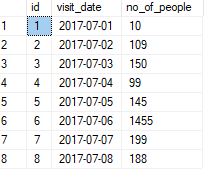 id visit_date no_of_people
1 1 2017-07-01 10
2 2 2017-07-02 109
3 3 2017-07-03 150
4 4 2017-07-04 99
5 5 2017-07-05 145
6 6 2017-07-06 1455
7 7 2017-07-07 199
8 8 2017-07-08 188